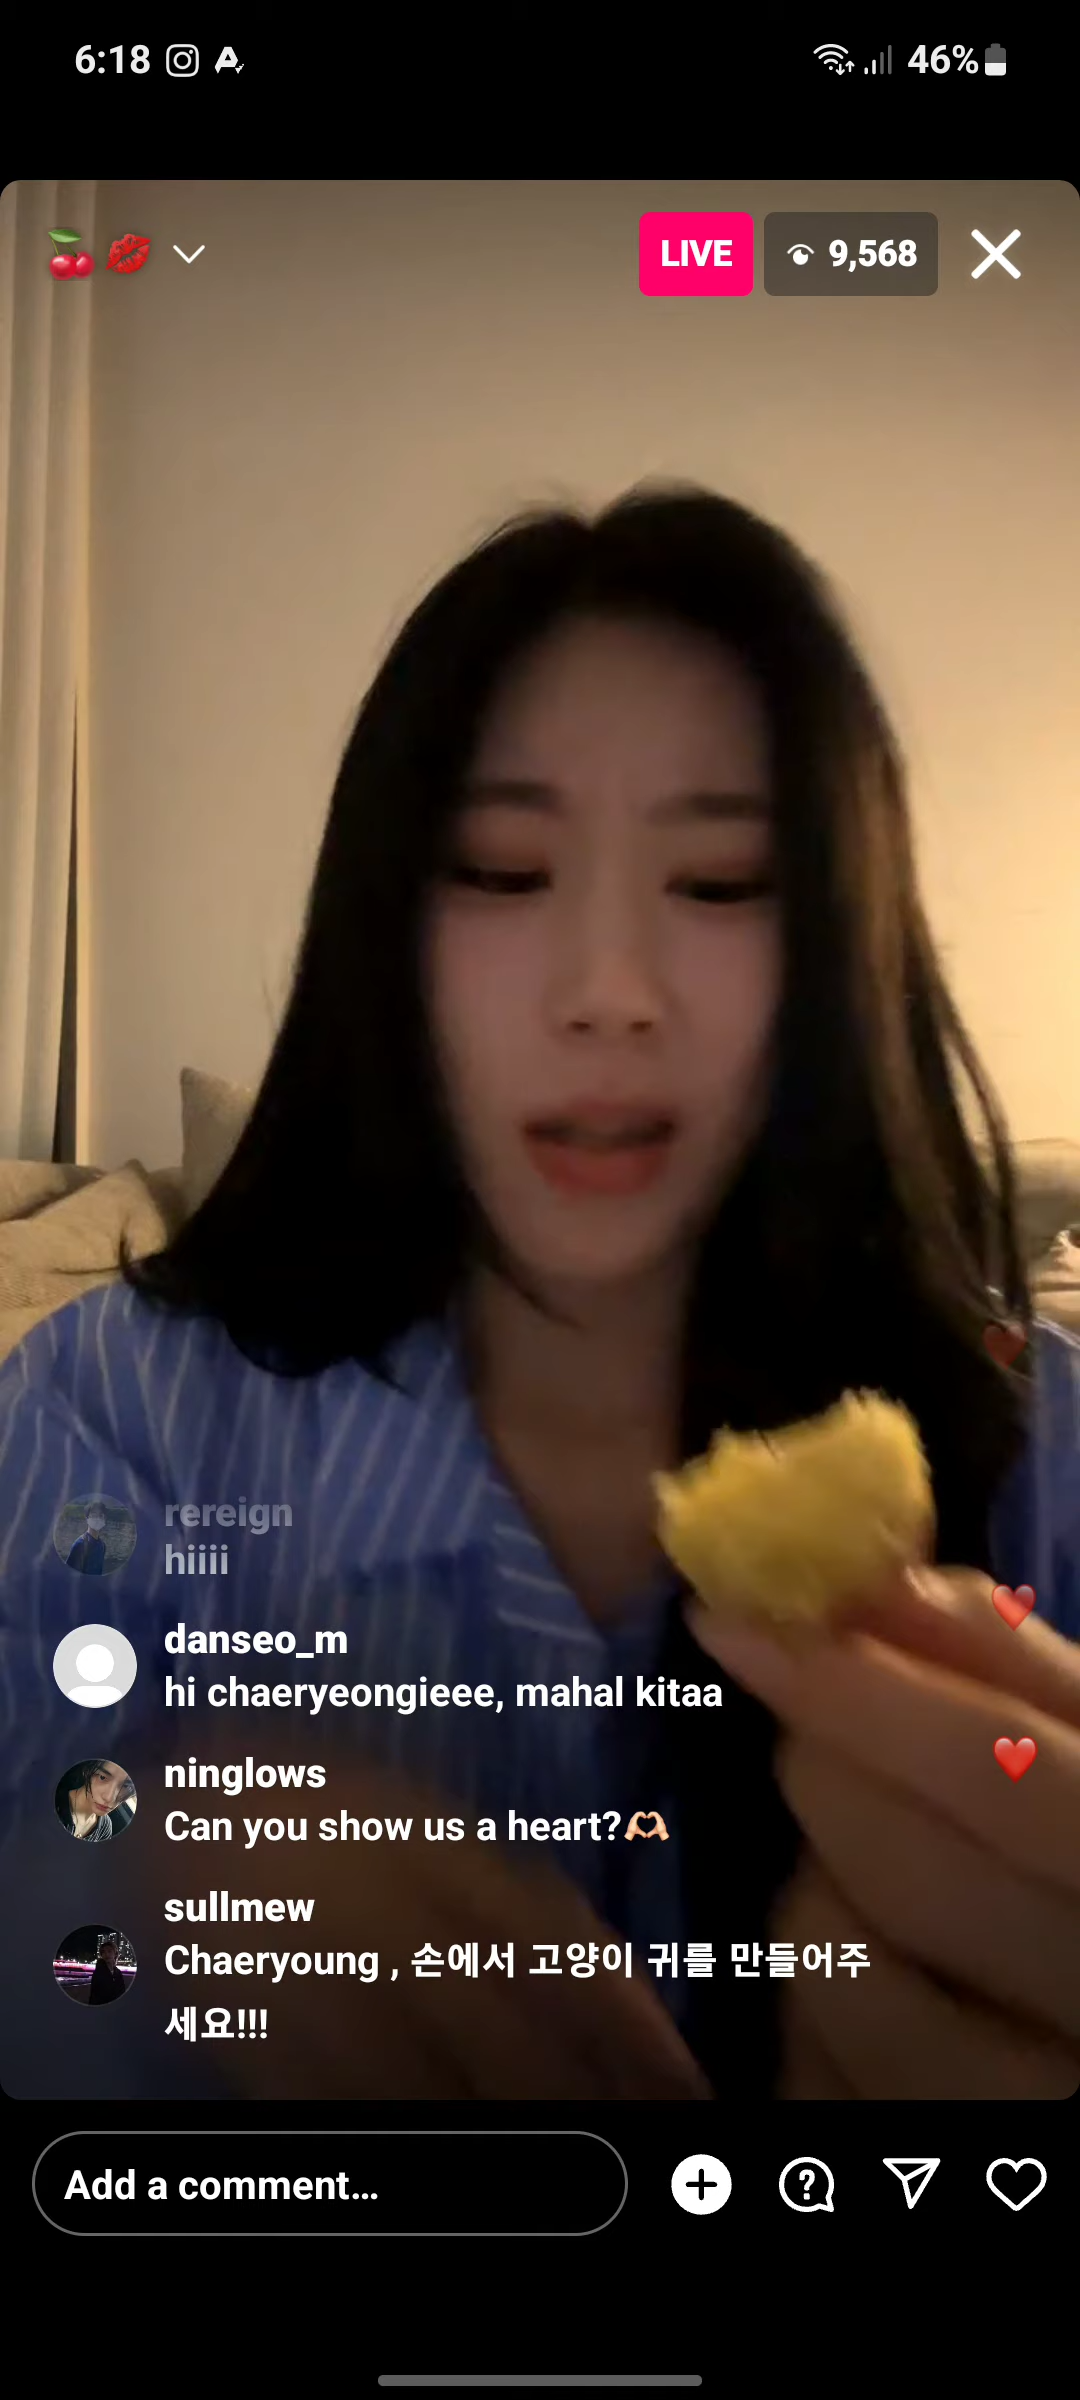 6:18
46%
🍒💋
LIVE
9,568
rereign
hiiii
danseo_m
hi chaeryeongieee, mahal kitaa
ninglows
Can you show us a heart?🫶🏻
sullmew
Chaeryoung , 손에서 고양이 귀를 만들어주
세요!!!
Add a comment…